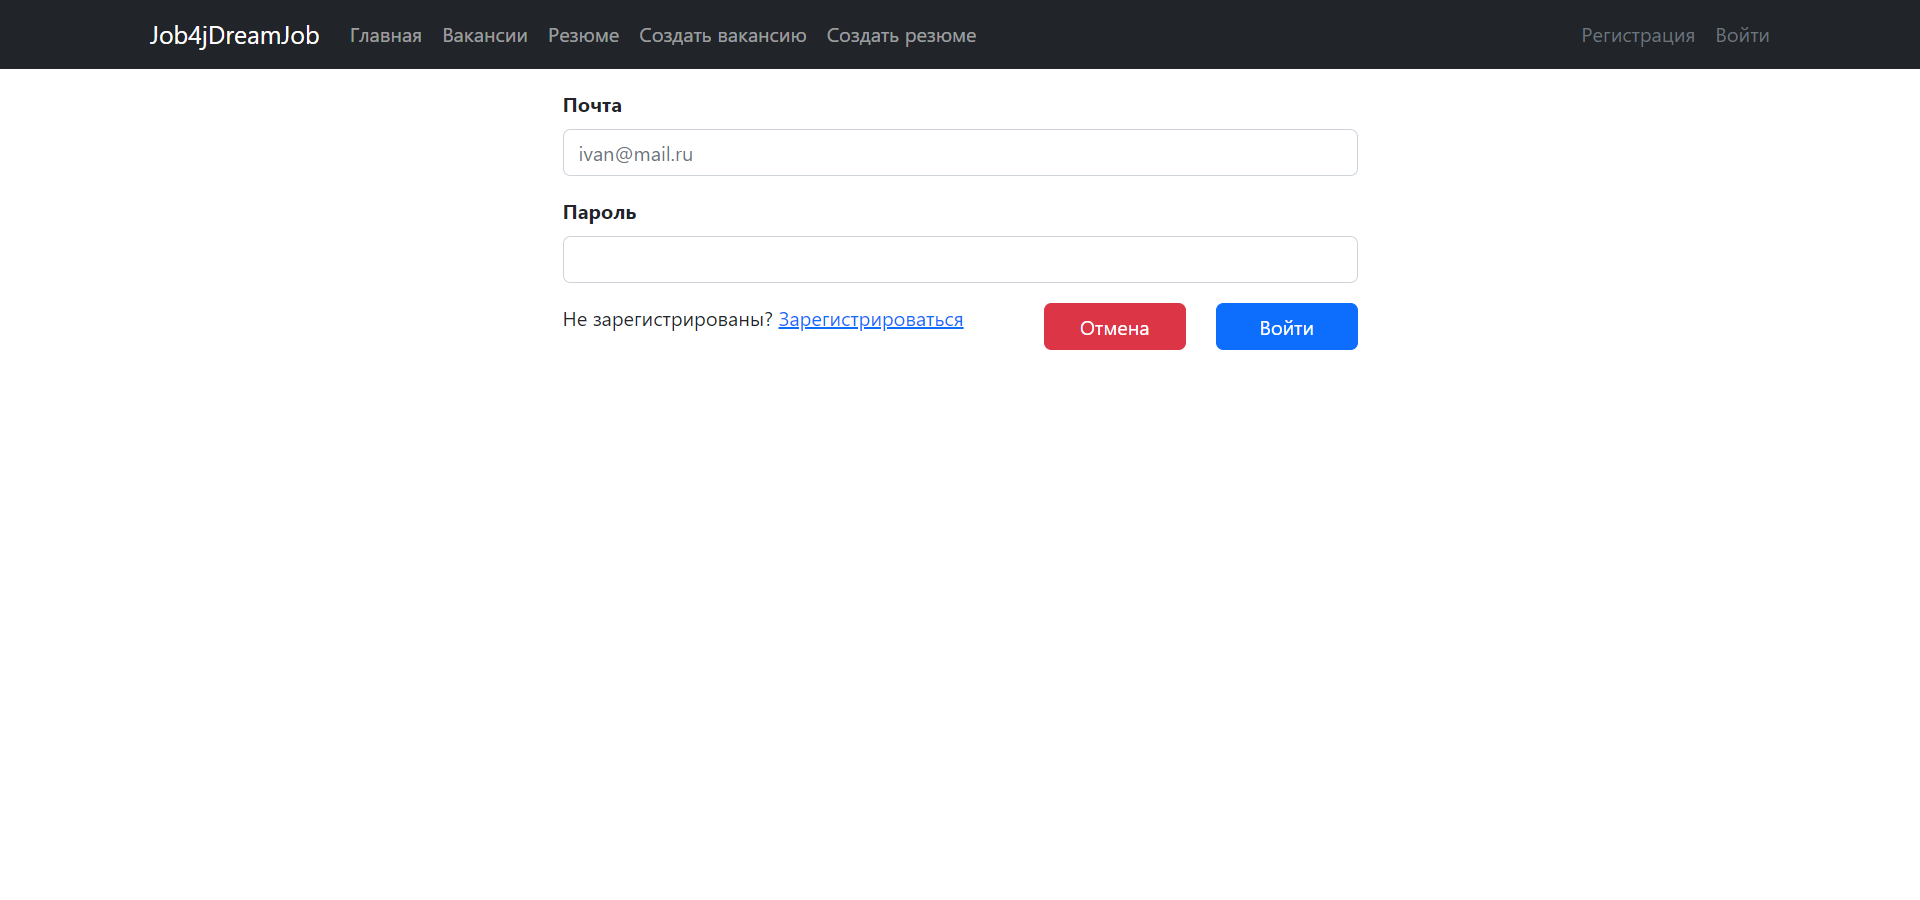 Job4jDreamJob Главная Вакансии Резюме Создать вакансию Создать резюме Регистрация Войти
Почта
ivan@mail.ru
Пароль
Не зарегистрированы? Зарегистрироваться Отмена Войти